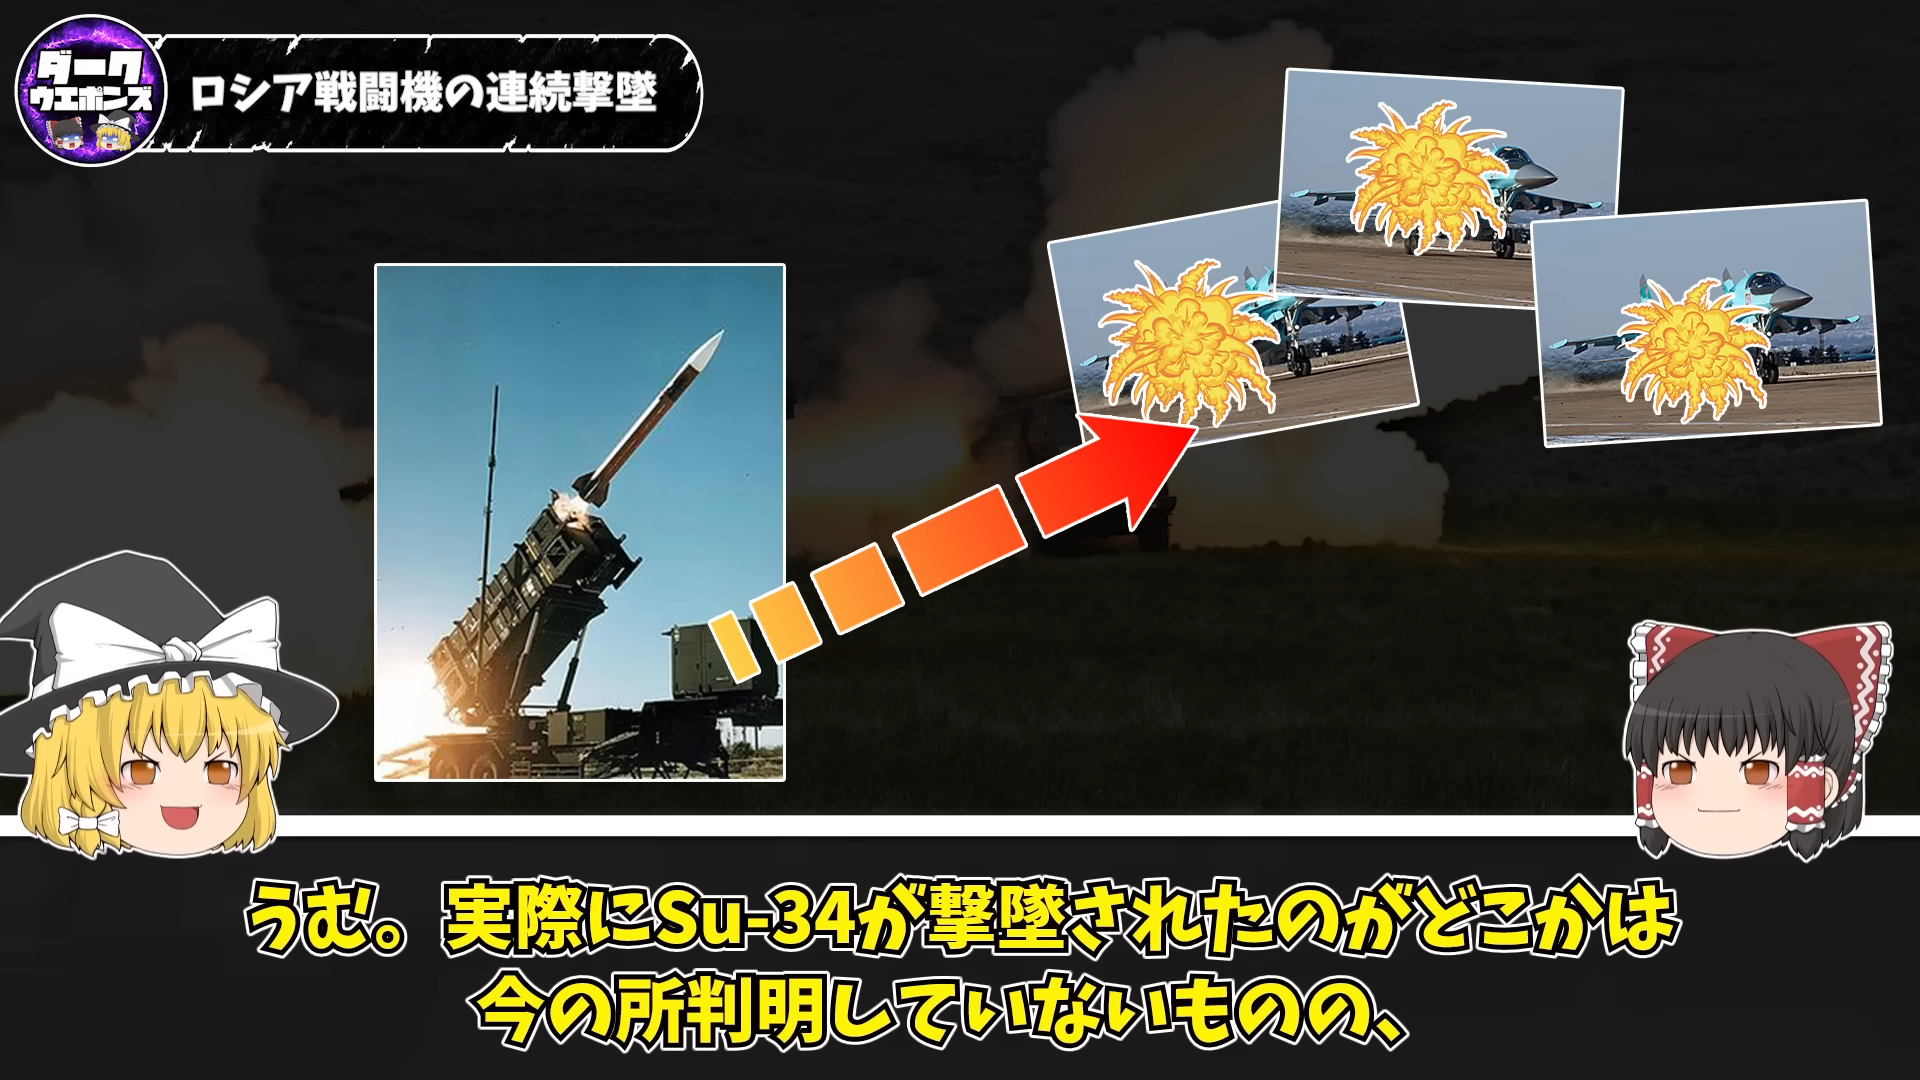 ダーク
ウエポンズ
ロシア戦闘機の連続撃墜
うむ。実際にSu-34が撃墜されたのがどこかは
今の所判明していないものの、